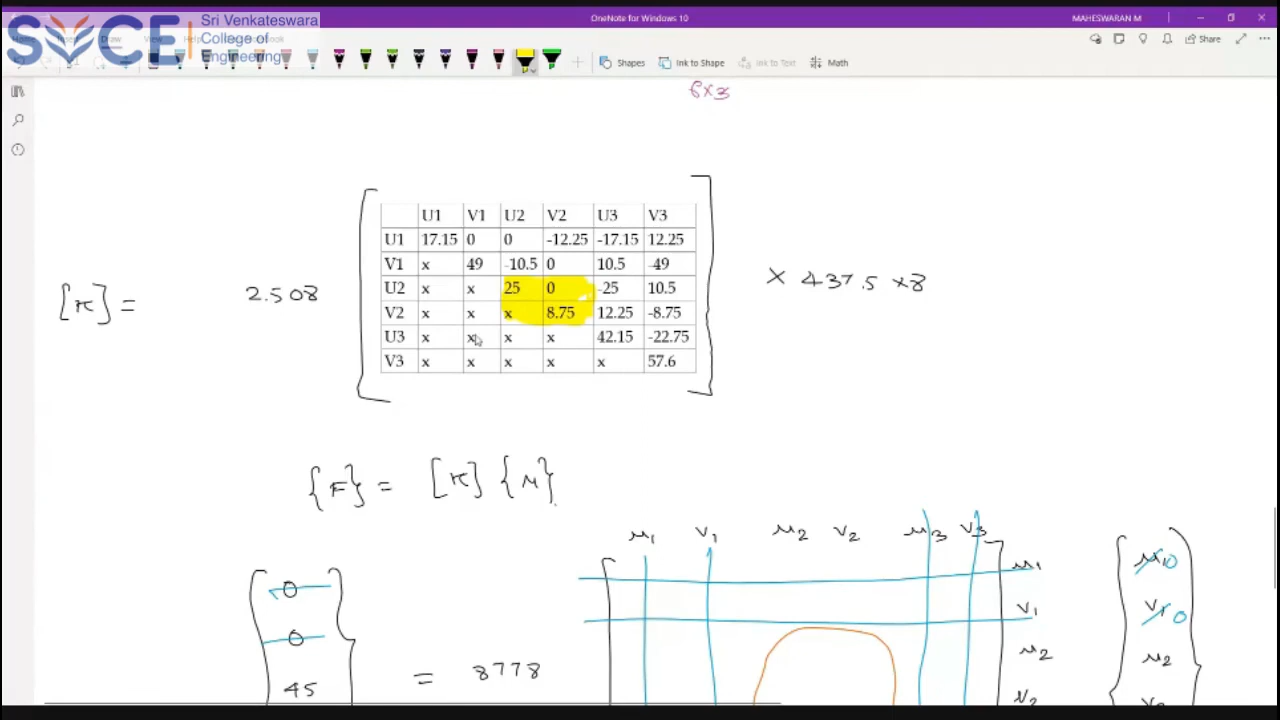 OneNote for Windows 10
MAHESWARAN M
SVCE
Sri Venkateswara
College of
Engineering
Shapes
Ink to Shape
Ink to Text
Math
Share
6x3
U1 V1 U2 V2 U3 V3
U1 17.15 0 0 -12.25 -17.15 12.25
V1 x 49 -10.5 0 10.5 -49
U2 x x 25 0 -25 10.5
V2 x x x 8.75 12.25 -8.75
U3 x x x x 42.15 -22.75
V3 x x x x x 57.6
[K] = 2.508 × 437.5 ×8
{F} = [K] {u}
u1 V1 u2 V2 u3 V3
0 u1 u1 0
0 V1 V1 0
45 = 8778 u2 u2
V2 V2